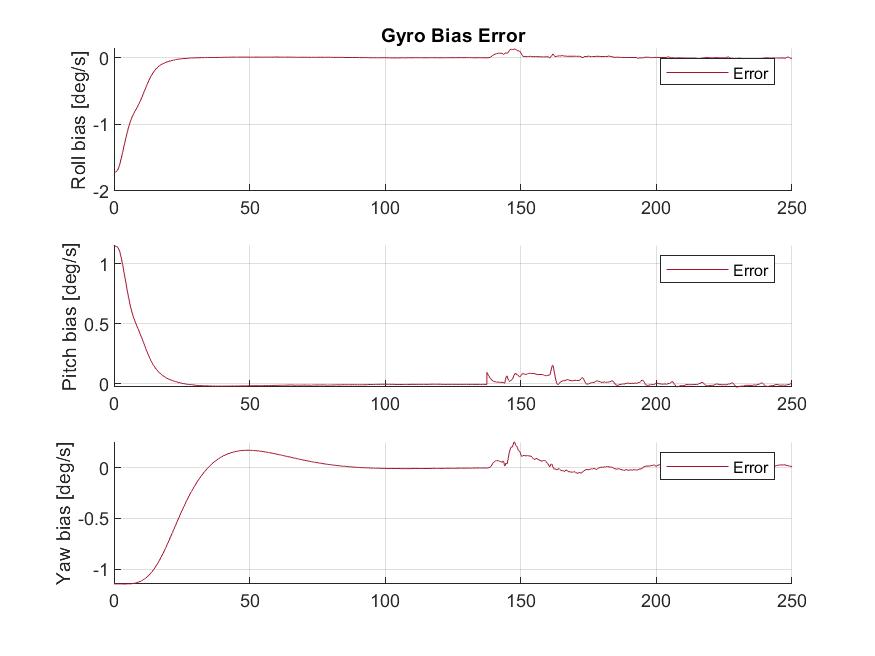 Gyro Bias Error
Roll bias [deg/s]
0
-1
-2
Error
0 50 100 150 200 250
Pitch bias [deg/s]
1
0.5
0
Error
0 50 100 150 200 250
Yaw bias [deg/s]
0
-0.5
-1
Error
0 50 100 150 200 250